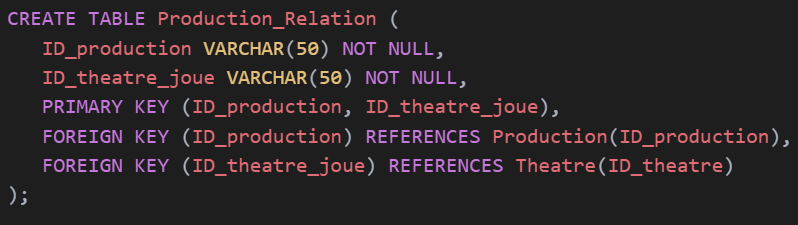 CREATE TABLE Production_Relation (
   ID_production VARCHAR(50) NOT NULL,
   ID_theatre_joue VARCHAR(50) NOT NULL,
   PRIMARY KEY (ID_production, ID_theatre_joue),
   FOREIGN KEY (ID_production) REFERENCES Production(ID_production),
   FOREIGN KEY (ID_theatre_joue) REFERENCES Theatre(ID_theatre)
);